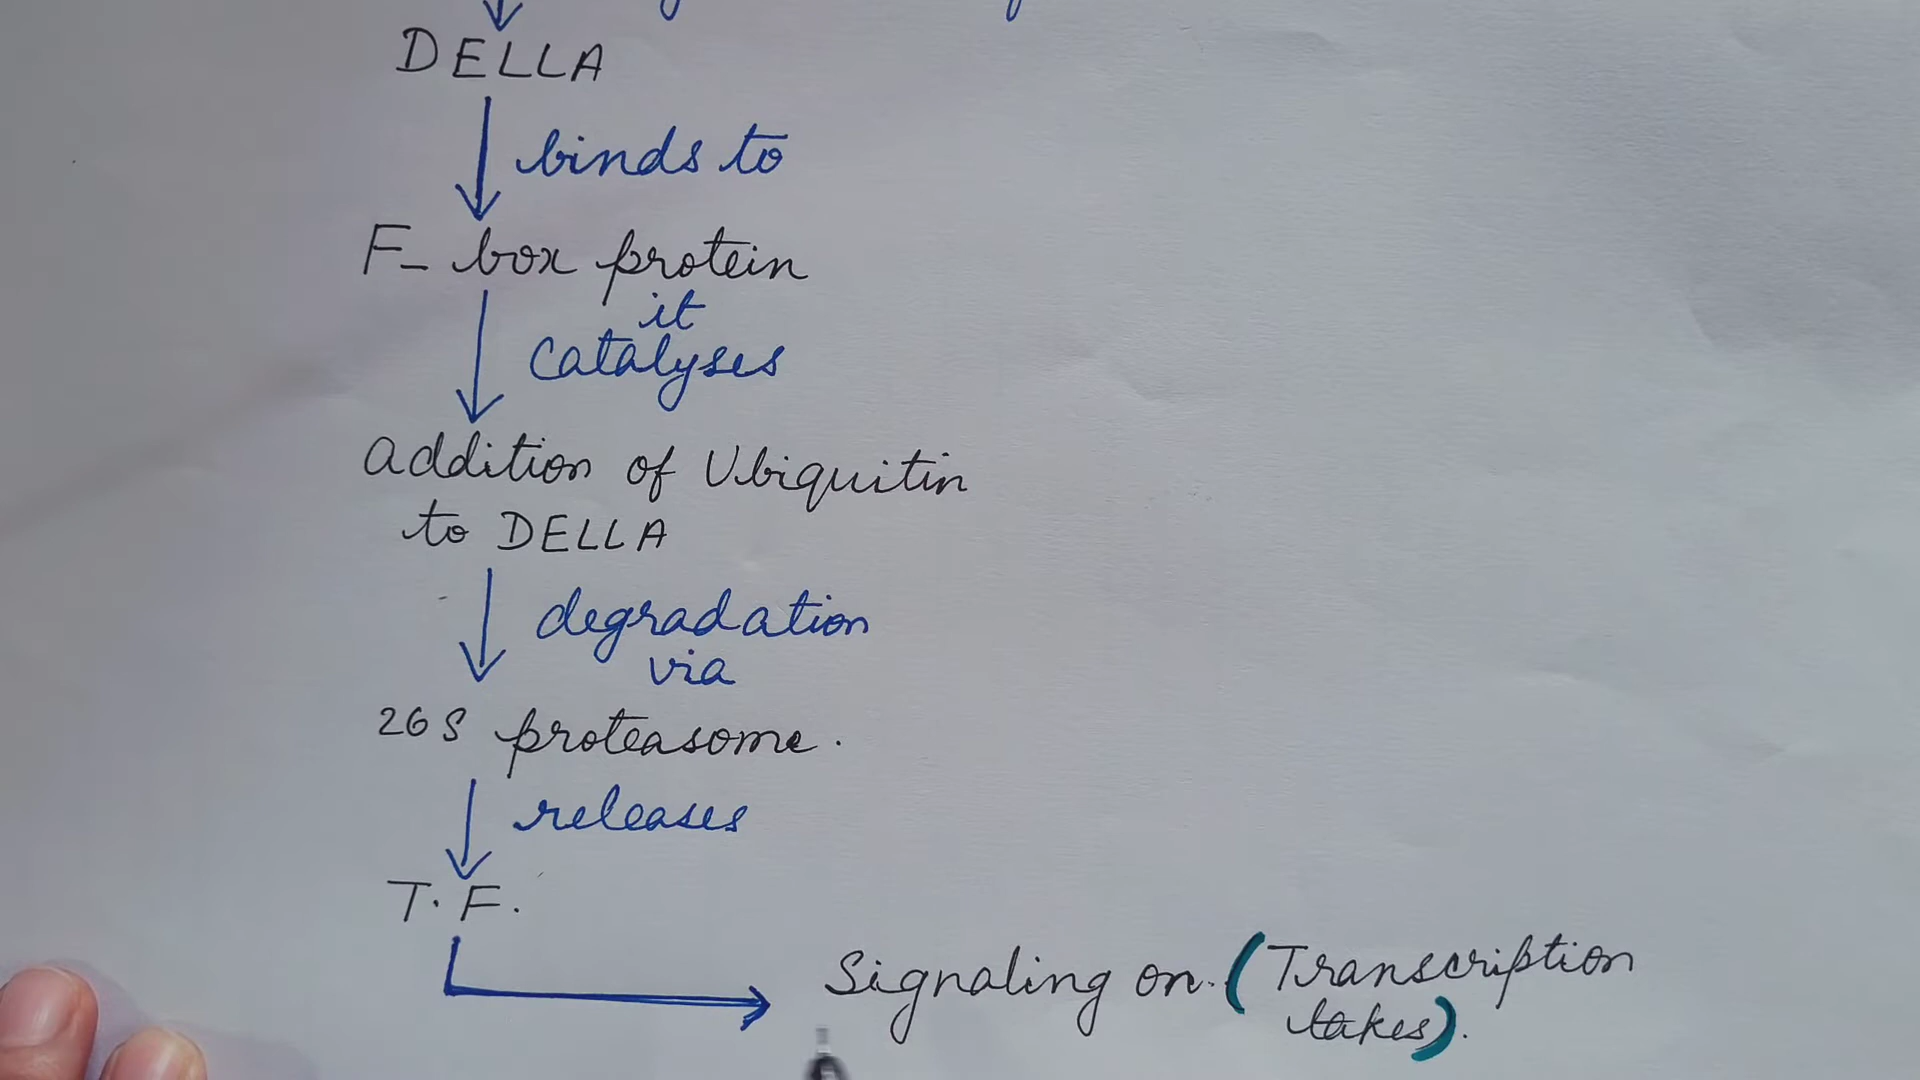 DELLA
binds to
F- box protein
it
catalyses
addition of Ubiquitin
to DELLA
degradation
via
26S proteasome.
releases
T. F.
Signaling on. (Transcription
takes).